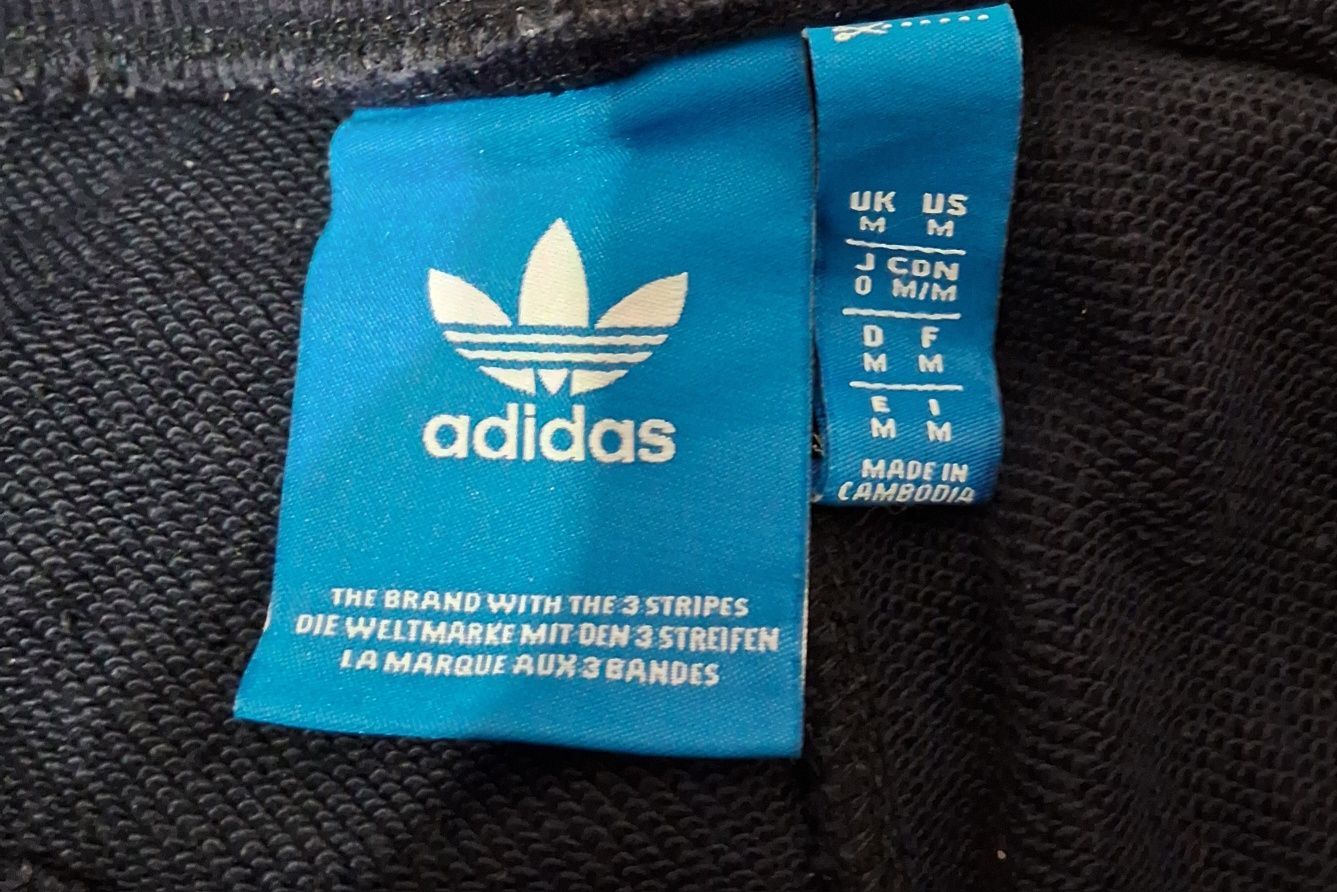 adidas
THE BRAND WITH THE 3 STRIPES
DIE WELTMARKE MIT DEN 3 STREIFEN
LA MARQUE AUX 3 BANDES
UK US
M M
J CDN
O M/M
D F
M M
E I
M M
MADE IN
CAMBODIA